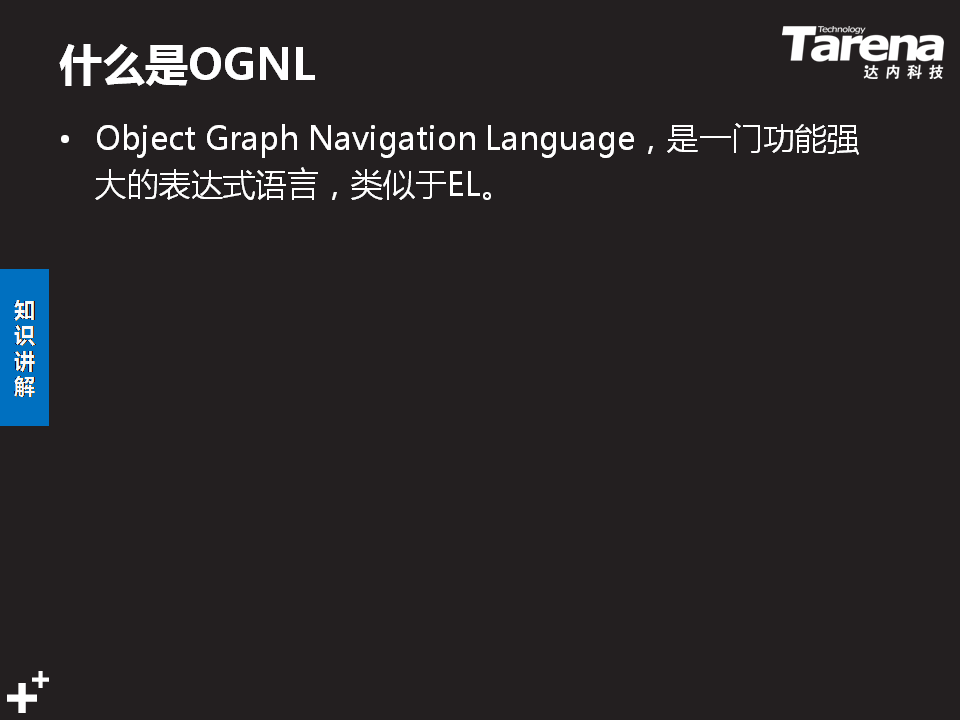 什么是OGNL
Technology
Tarena
达内科技
• Object Graph Navigation Language，是一门功能强
大的表达式语言，类似于EL。
知
识
讲
解